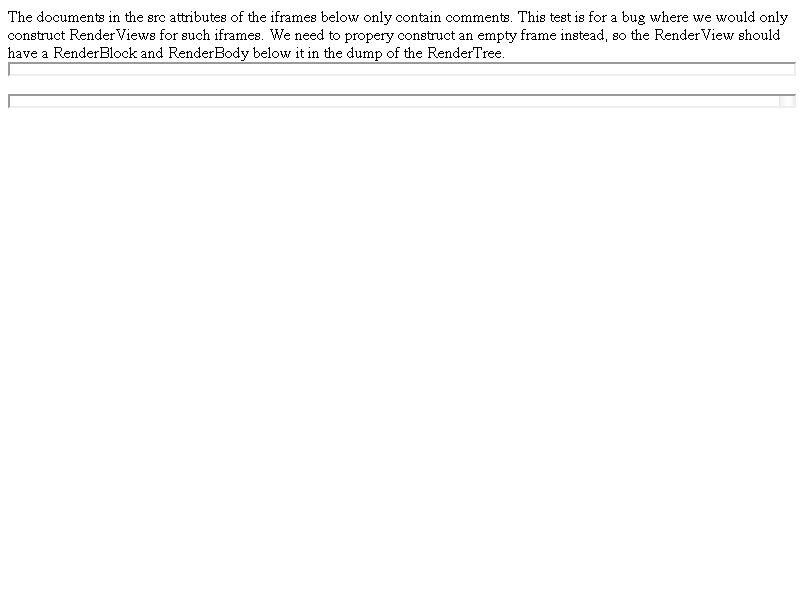 The documents in the src attributes of the iframes below only contain comments. This test is for a bug where we would only
construct RenderViews for such iframes. We need to propery construct an empty frame instead, so the RenderView should
have a RenderBlock and RenderBody below it in the dump of the RenderTree.